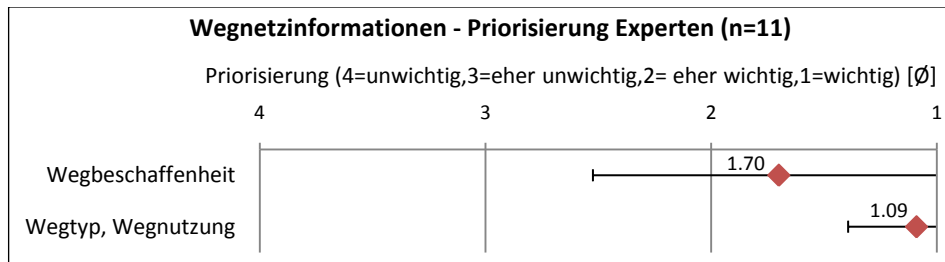 Wegnetzinformationen - Priorisierung Experten (n=11)
Priorisierung (4=unwichtig,3=eher unwichtig,2= eher wichtig,1=wichtig) [Ø]
4 3 2 1
Wegbeschaffenheit 1.70
Wegtyp, Wegnutzung 1.09